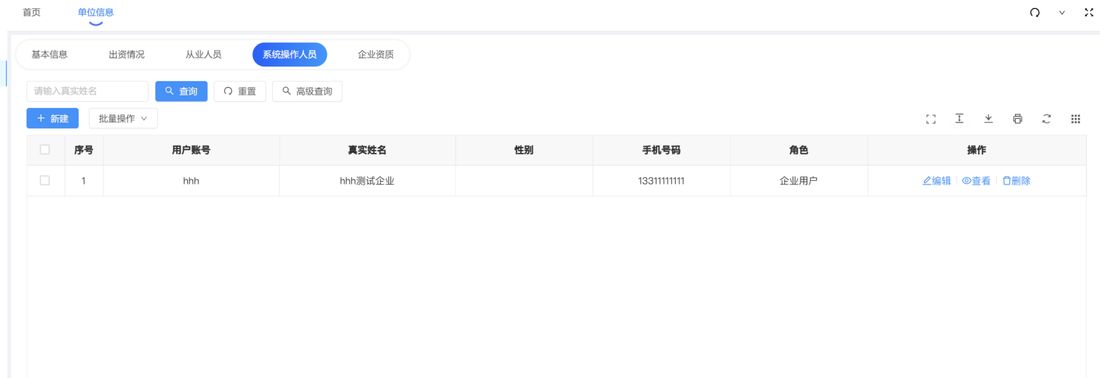 首页 单位信息
基本信息 出资情况 从业人员 系统操作人员 企业资质
请输入真实姓名 查询 重置 高级查询
新建 批量操作
序号 用户账号 真实姓名 性别 手机号码 角色 操作
1 hhh hhh测试企业 13311111111 企业用户 编辑 查看 删除